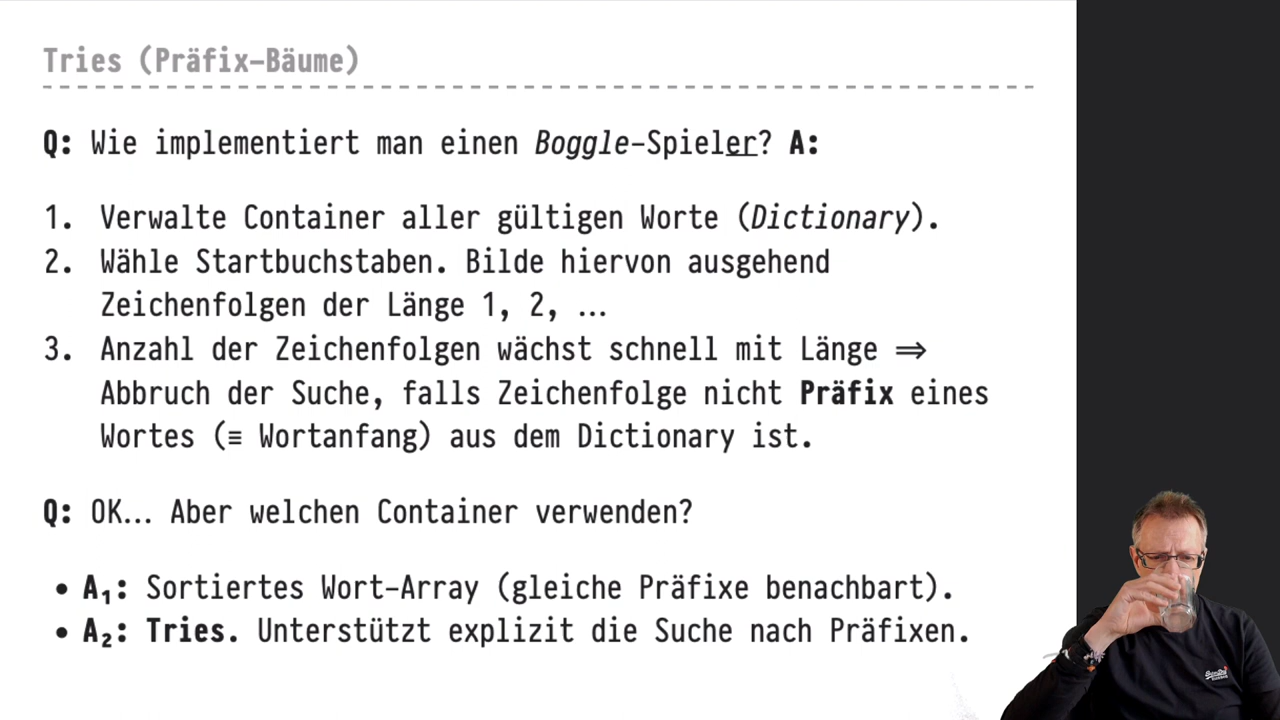 Tries (Präfix-Bäume)
Q: Wie implementiert man einen Boggle-Spieler? A:
1. Verwalte Container aller gültigen Worte (Dictionary).
2. Wähle Startbuchstaben. Bilde hiervon ausgehend
Zeichenfolgen der Länge 1, 2, …
3. Anzahl der Zeichenfolgen wächst schnell mit Länge ⇒
Abbruch der Suche, falls Zeichenfolge nicht Präfix eines
Wortes (≡ Wortanfang) aus dem Dictionary ist.
Q: OK… Aber welchen Container verwenden?
• A₁: Sortiertes Wort-Array (gleiche Präfixe benachbart).
• A₂: Tries. Unterstützt explizit die Suche nach Präfixen.